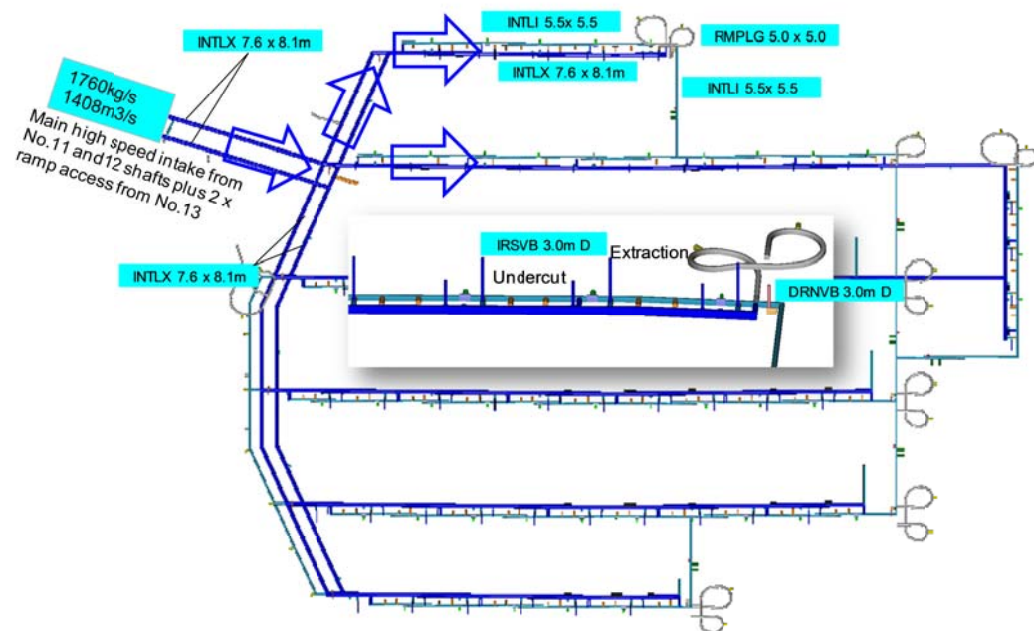 INTLI 5.5x 5.5
INTLX 7.6 x 8.1m
RMPLG 5.0 x 5.0
INTLX 7.6 x 8.1m
INTLI 5.5x 5.5
1760kg/s
1408m3/s
Main high speed intake from
No.11 and12 shafts plus 2 x
ramp access from No.13
IRSVB 3.0m D
Extraction
Undercut
INTLX 7.6 x 8.1m
DRNVB 3.0m D